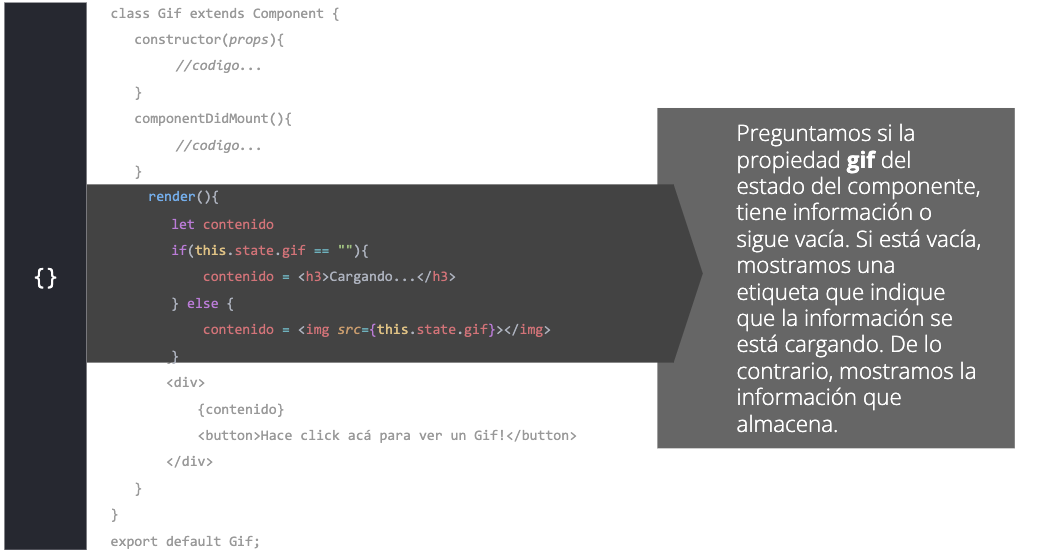 class Gif extends Component {
constructor(props){
//codigo...
}
componentDidMount(){
//codigo...
}
render(){
let contenido
if(this.state.gif == ""){
contenido = <h3>Cargando...</h3>
} else {
contenido = <img src={this.state.gif}></img>
}
<div>
{contenido}
<button>Hace click acá para ver un Gif!</button>
</div>
}
}
export default Gif;
{}
Preguntamos si la
propiedad gif del
estado del componente,
tiene información o
sigue vacía. Si está vacía,
mostramos una
etiqueta que indique
que la información se
está cargando. De lo
contrario, mostramos la
información que
almacena.